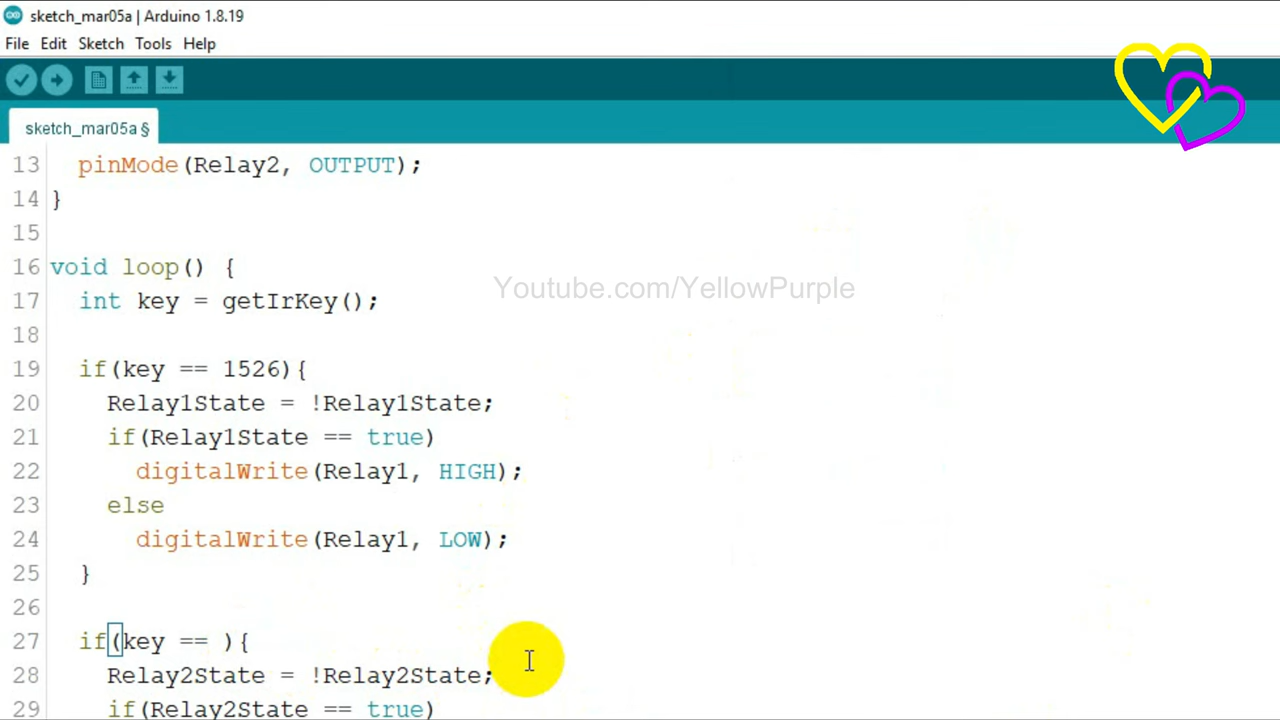 sketch_mar05a | Arduino 1.8.19
File Edit Sketch Tools Help
sketch_mar05a §
13 pinMode(Relay2, OUTPUT);
14 }
15
16 void loop() {
Youtube.com/YellowPurple
17 int key = getIrKey();
18
19 if(key == 1526){
20 Relay1State = !Relay1State;
21 if(Relay1State == true)
22 digitalWrite(Relay1, HIGH);
23 else
24 digitalWrite(Relay1, LOW);
25 }
26
27 if(key == ){
28 Relay2State = !Relay2State;
29 if(Relay2State == true)